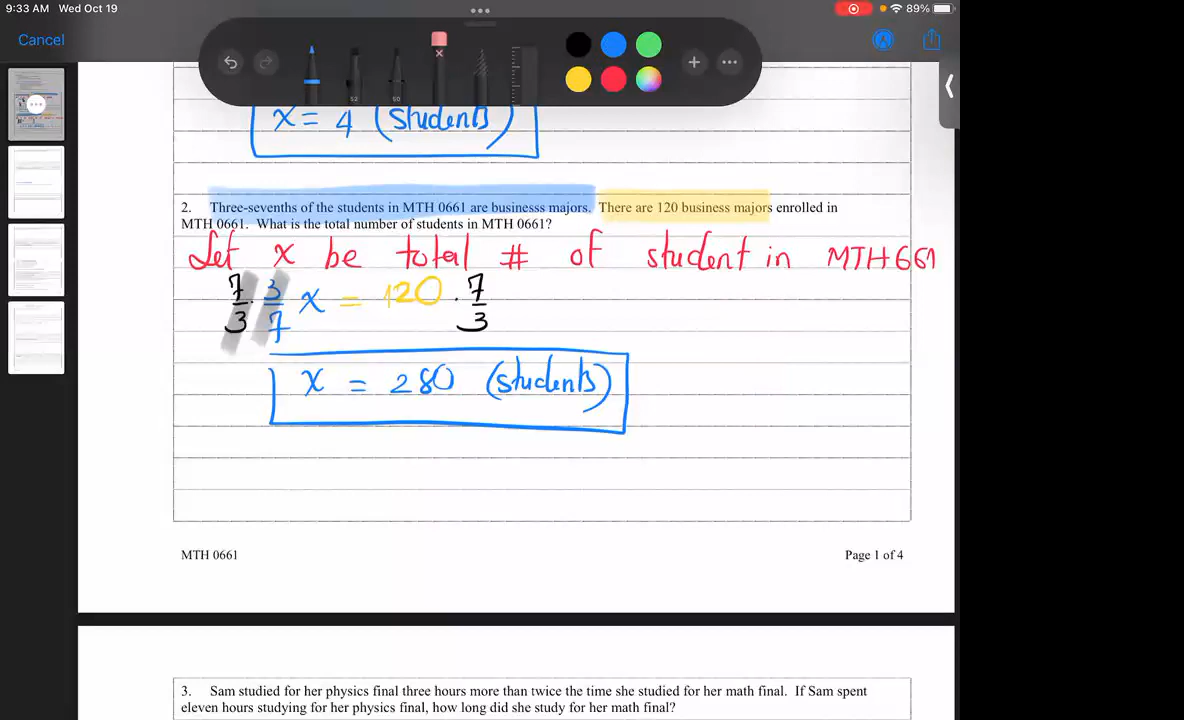 9:33 AM Wed Oct 19
89%
Cancel
52
50
x = 4 (students)
2. Three-sevenths of the students in MTH 0661 are businesss majors. There are 120 business majors enrolled in
MTH 0661. What is the total number of students in MTH 0661?
Let x be total # of student in MTH661
7/3 · 3/7 x = 120 · 7/3
x = 280 (students)
MTH 0661
Page 1 of 4
3. Sam studied for her physics final three hours more than twice the time she studied for her math final. If Sam spent
eleven hours studying for her physics final, how long did she study for her math final?